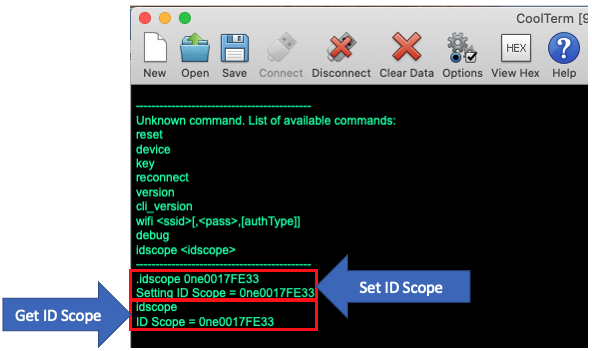 CoolTerm [9
New Open Save Connect Disconnect Clear Data Options HEX View Hex ? Help
--------------------------------------------
Unknown command. List of available commands:
reset
device
key
reconnect
version
cli_version
wifi <ssid>[,<pass>,[authType]]
debug
idscope <idscope>
--------------------------------------------
.idscope 0ne0017FE33
Setting ID Scope = 0ne0017FE33
Set ID Scope
idscope
Get ID Scope
ID Scope = 0ne0017FE33